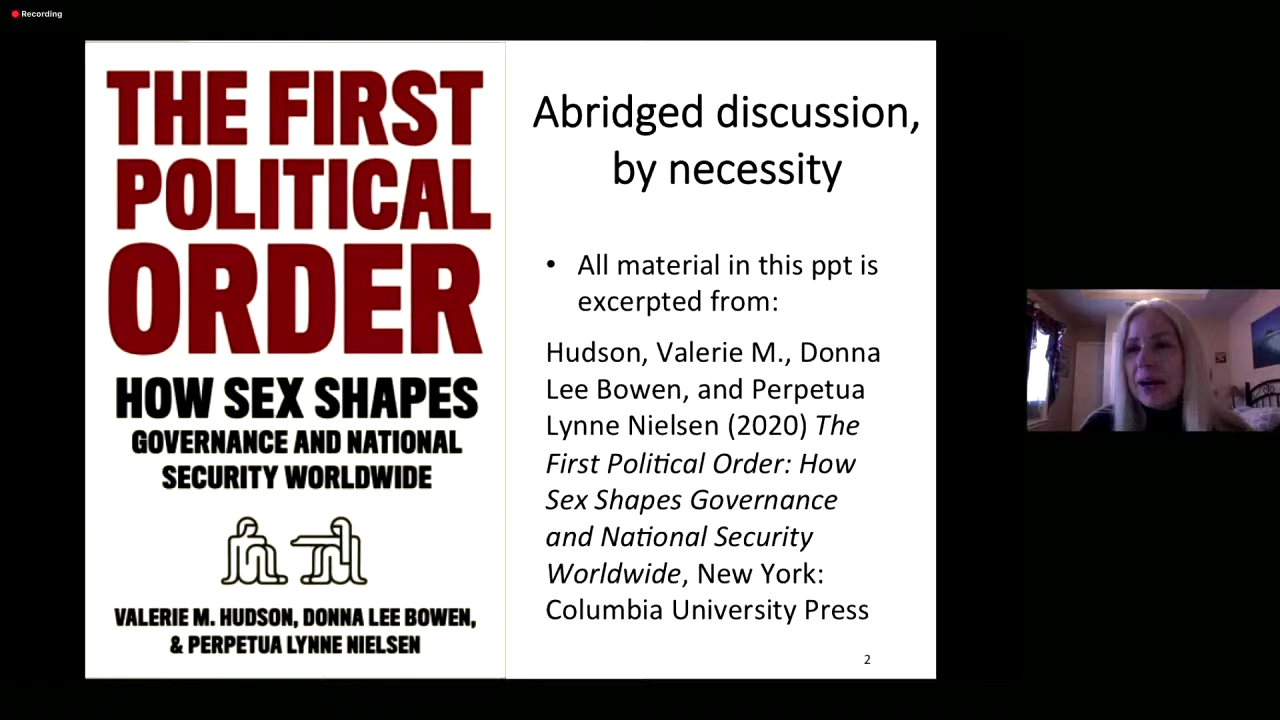 Recording
THE FIRST
POLITICAL
ORDER
HOW SEX SHAPES
GOVERNANCE AND NATIONAL
SECURITY WORLDWIDE
VALERIE M. HUDSON, DONNA LEE BOWEN,
& PERPETUA LYNNE NIELSEN
Abridged discussion,
by necessity
• All material in this ppt is
excerpted from:
Hudson, Valerie M., Donna
Lee Bowen, and Perpetua
Lynne Nielsen (2020) The
First Political Order: How
Sex Shapes Governance
and National Security
Worldwide, New York:
Columbia University Press
2